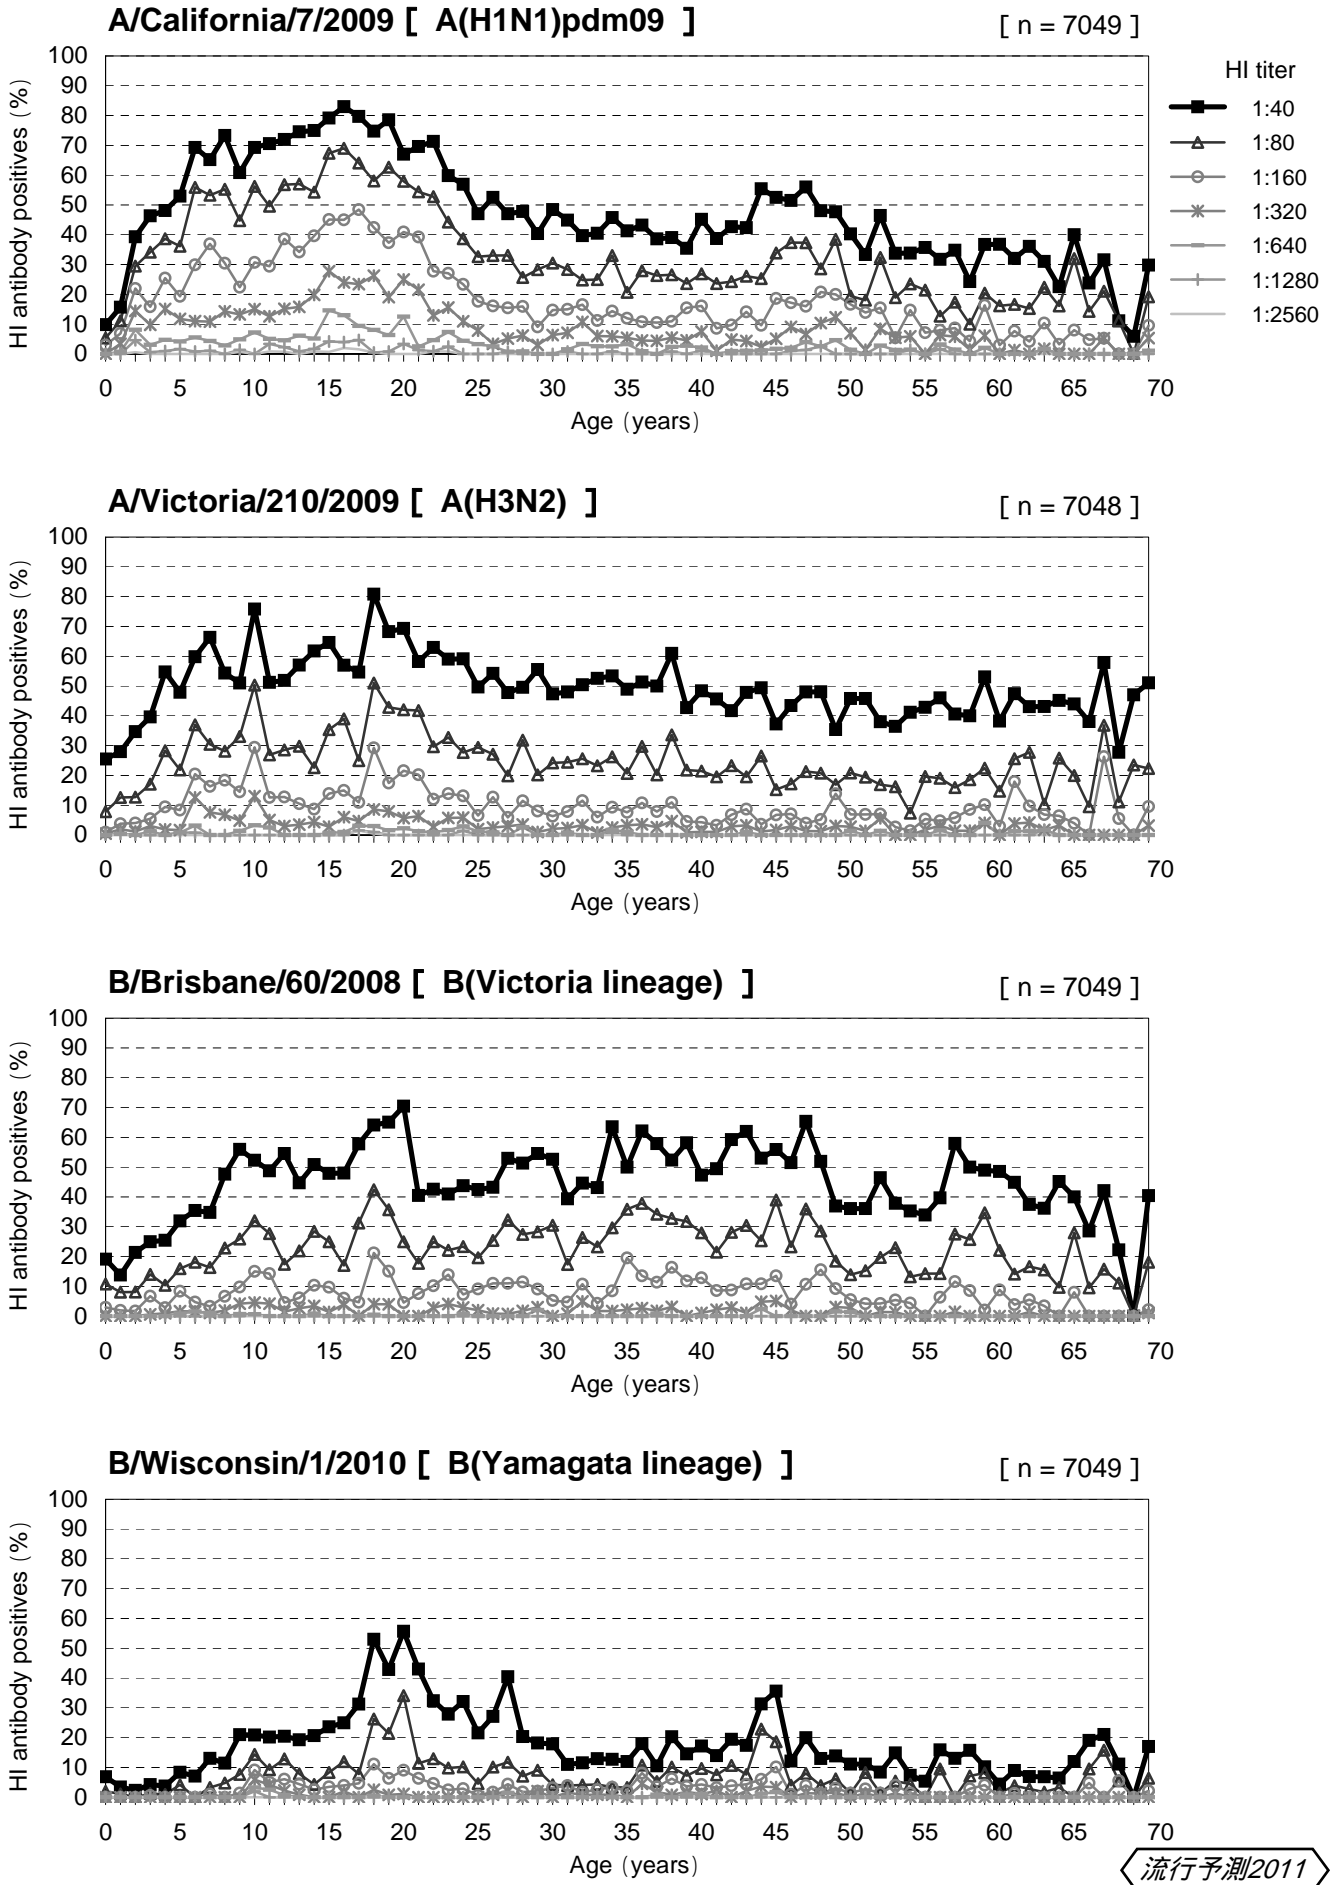 A/California/7/2009 [ A(H1N1)pdm09 ]
[ n = 7049 ]
HI antibody positives (%)
100
90
80
70
60
50
40
30
20
10
0
0 5 10 15 20 25 30 35 40 45 50 55 60 65 70
Age (years)
HI titer
1:40
1:80
1:160
1:320
1:640
1:1280
1:2560
A/Victoria/210/2009 [ A(H3N2) ]
[ n = 7048 ]
HI antibody positives (%)
100
90
80
70
60
50
40
30
20
10
0
0 5 10 15 20 25 30 35 40 45 50 55 60 65 70
Age (years)
B/Brisbane/60/2008 [ B(Victoria lineage) ]
[ n = 7049 ]
HI antibody positives (%)
100
90
80
70
60
50
40
30
20
10
0
0 5 10 15 20 25 30 35 40 45 50 55 60 65 70
Age (years)
B/Wisconsin/1/2010 [ B(Yamagata lineage) ]
[ n = 7049 ]
HI antibody positives (%)
100
90
80
70
60
50
40
30
20
10
0
0 5 10 15 20 25 30 35 40 45 50 55 60 65 70
Age (years)
流行予測2011